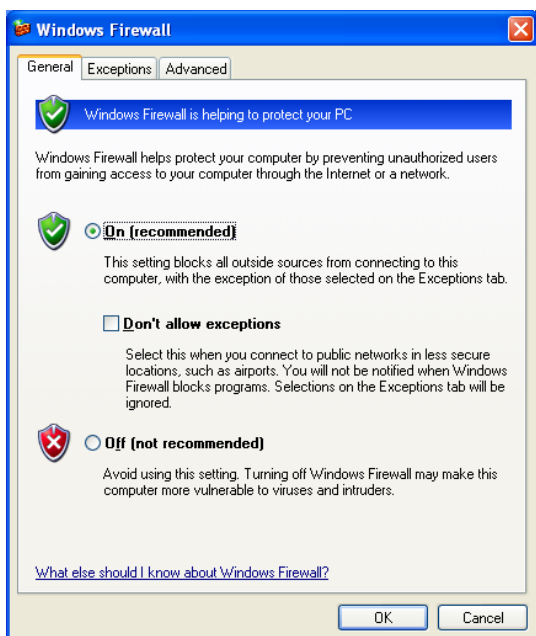 Windows Firewall
General Exceptions Advanced
Windows Firewall is helping to protect your PC
Windows Firewall helps protect your computer by preventing unauthorized users
from gaining access to your computer through the Internet or a network.
On (recommended)
This setting blocks all outside sources from connecting to this
computer, with the exception of those selected on the Exceptions tab.
Don't allow exceptions
Select this when you connect to public networks in less secure
locations, such as airports. You will not be notified when Windows
Firewall blocks programs. Selections on the Exceptions tab will be
ignored.
Off (not recommended)
Avoid using this setting. Turning off Windows Firewall may make this
computer more vulnerable to viruses and intruders.
What else should I know about Windows Firewall?
OK Cancel